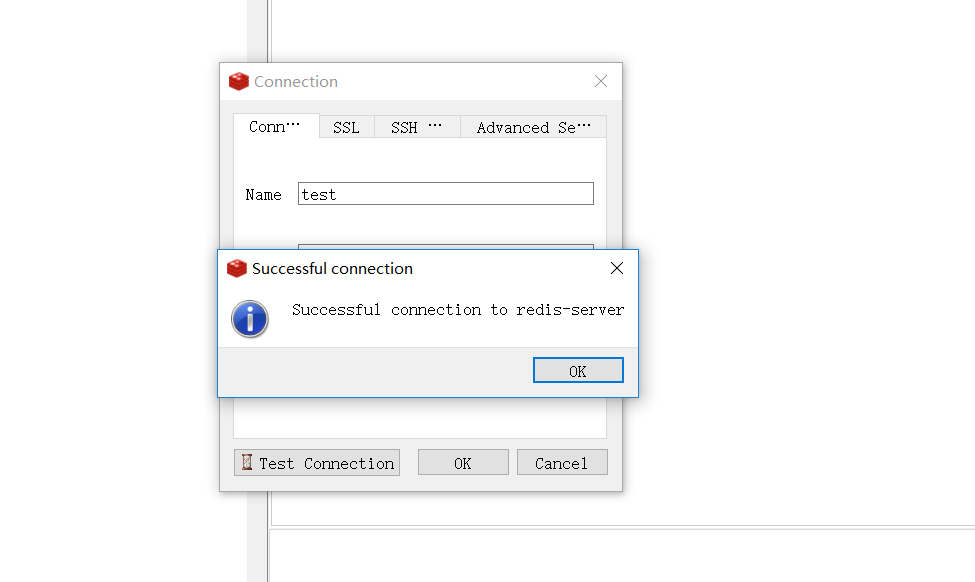 Connection
Conn… SSL SSH … Advanced Se…
Name test
Successful connection
Successful connection to redis-server
OK
Test Connection OK Cancel